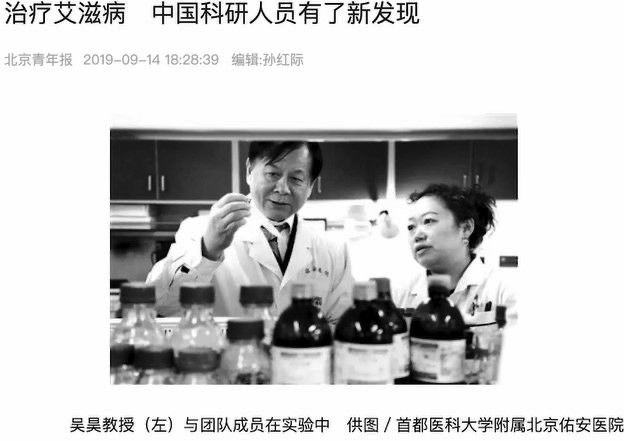 治疗艾滋病 中国科研人员有了新发现
北京青年报 2019-09-14 18:28:39 编辑:孙红际
吴昊教授（左）与团队成员在实验中 供图 / 首都医科大学附属北京佑安医院